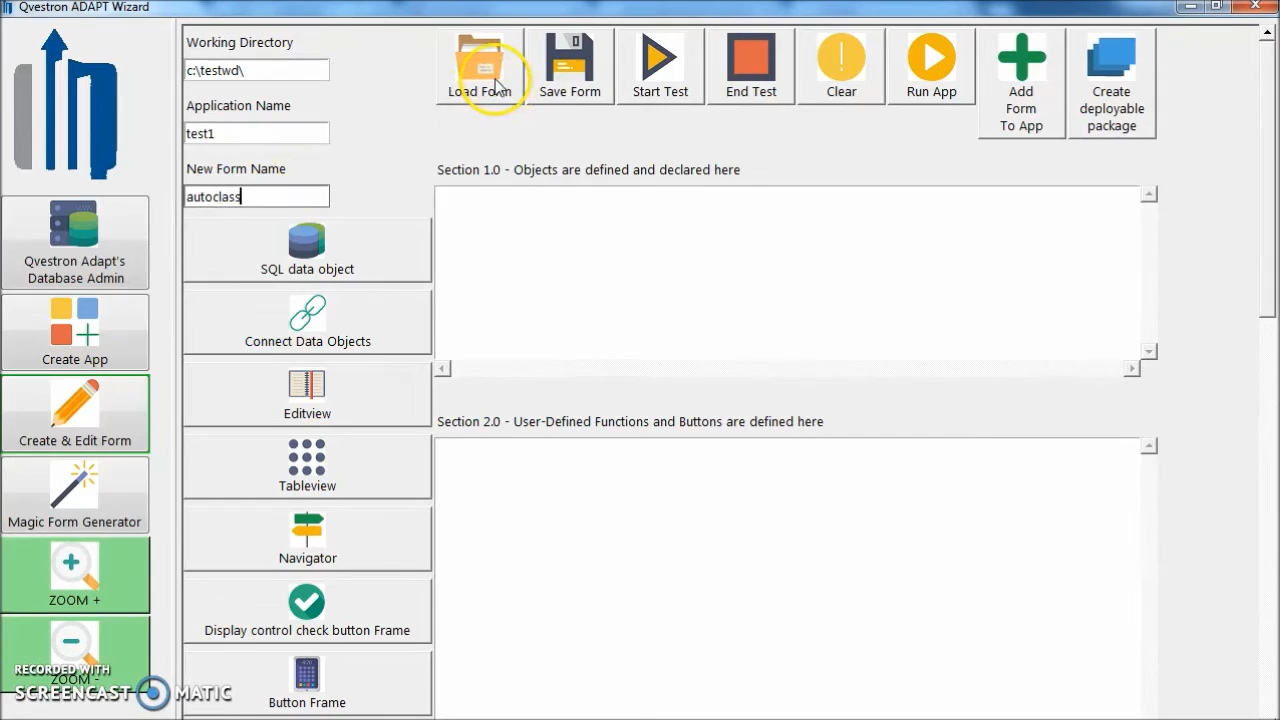 Qvestron ADAPT Wizard
Working Directory
c:\testwd\
Application Name
test1
New Form Name
autoclass
Load Form
Save Form
Start Test
End Test
Clear
Run App
Add
Form
To App
Create
deployable
package
Qvestron Adapt's
Database Admin
Create App
Create & Edit Form
Magic Form Generator
ZOOM +
ZOOM -
SQL data object
Connect Data Objects
Editview
Tableview
Navigator
Display control check button Frame
Button Frame
Section 1.0 - Objects are defined and declared here
Section 2.0 - User-Defined Functions and Buttons are defined here
RECORDED WITH
SCREENCAST MATIC